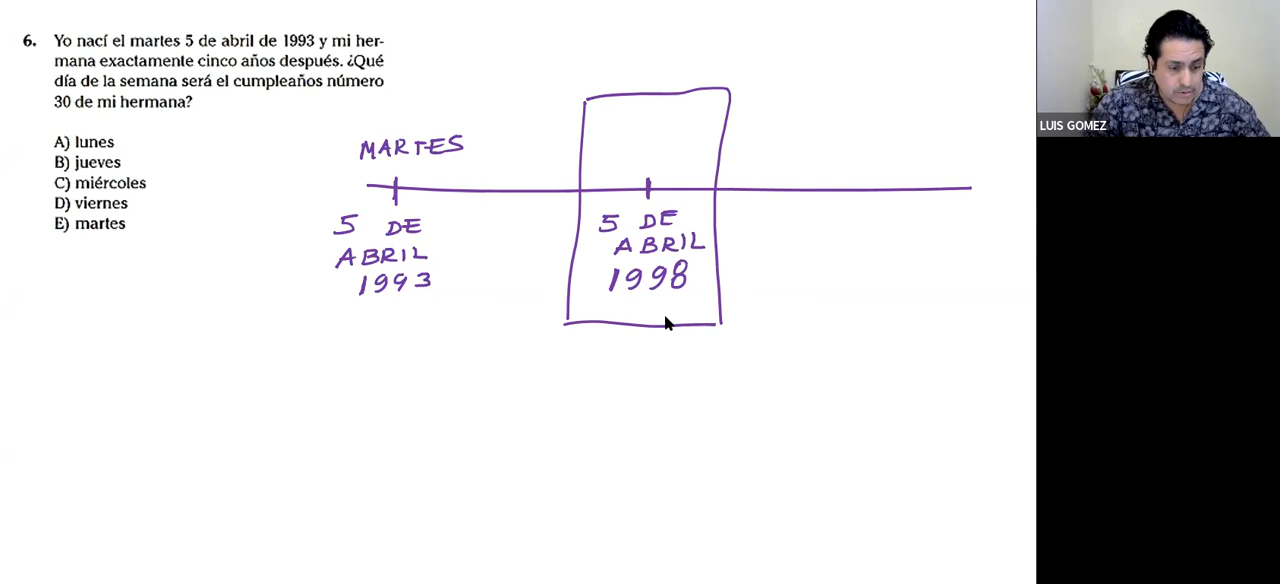 6. Yo nací el martes 5 de abril de 1993 y mi her-
mana exactamente cinco años después. ¿Qué
día de la semana será el cumpleaños número
30 de mi hermana?
A) lunes
B) jueves
C) miércoles
D) viernes
E) martes
MARTES
5 DE
ABRIL
1993
5 DE
ABRIL
1998
LUIS GOMEZ